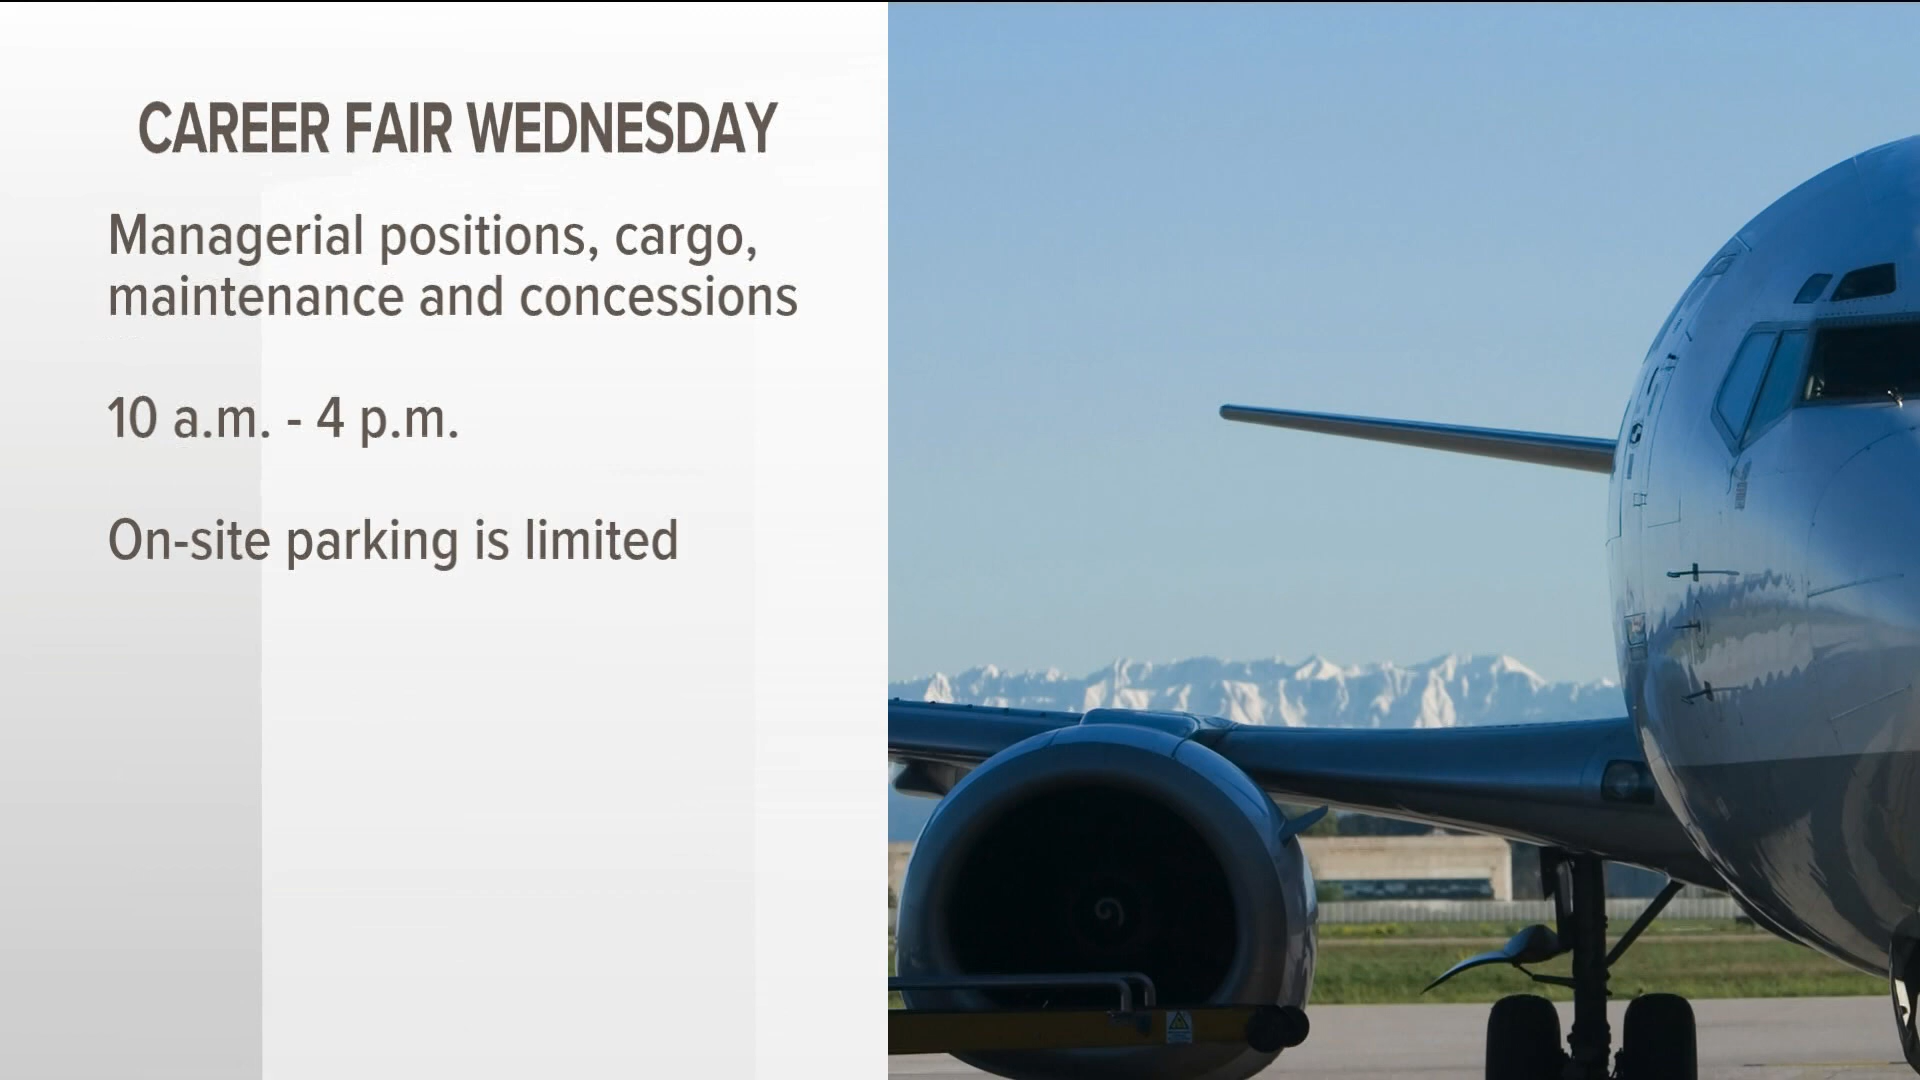 CAREER FAIR WEDNESDAY
Managerial positions, cargo,
maintenance and concessions
10 a.m. - 4 p.m.
On-site parking is limited